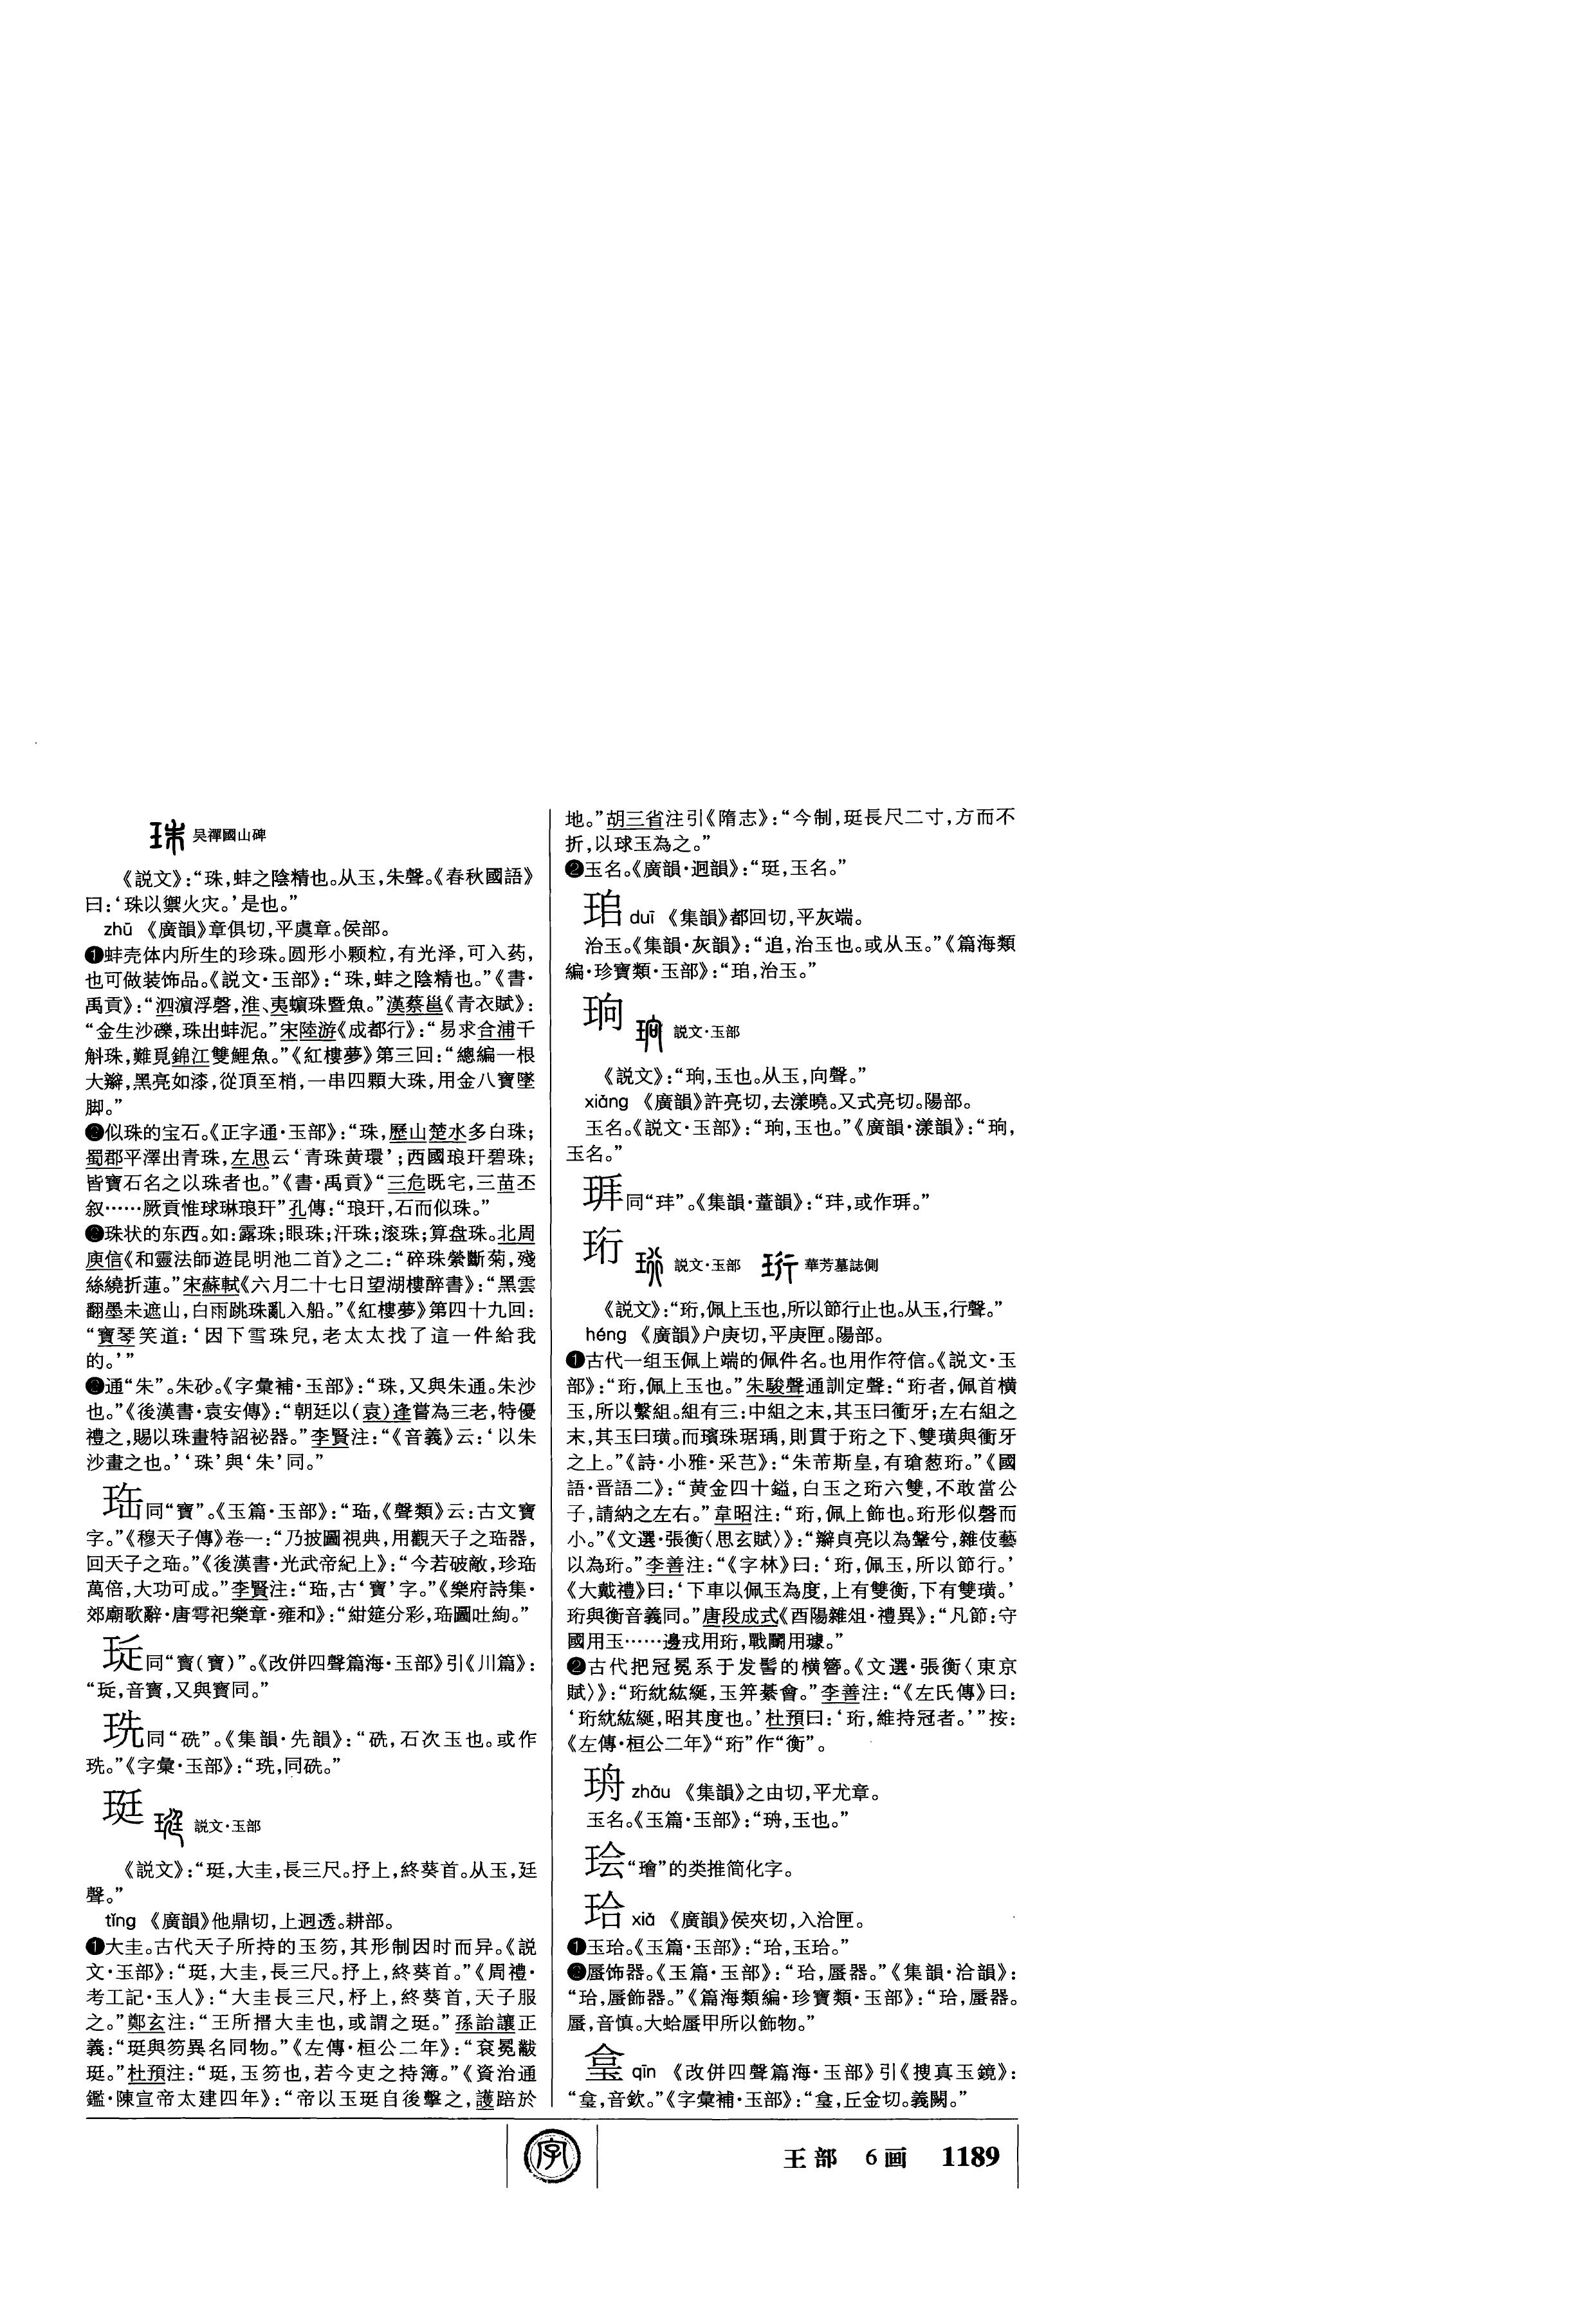 吴禪國山碑
《説文》：“珠，蚌之陰精也。从玉，朱聲。《春秋國語》
曰：‘珠以禦火灾。’是也。”
zhū 《廣韻》章俱切，平虞章。侯部。
❶蚌壳体内所生的珍珠。圆形小颗粒，有光泽，可入药，
也可做装饰品。《説文·玉部》：“珠，蚌之陰精也。”《書·
禹貢》：“泗濵浮磬，淮、夷蠙珠暨魚。”漢蔡邕《青衣賦》：
“金生沙礫，珠出蚌泥。”宋陸游《成都行》：“易求合浦千
斛珠，難覓錦江雙鯉魚。”《紅樓夢》第三回：“總編一根
大辮，黑亮如漆，從頂至梢，一串四顆大珠，用金八寶墜
脚。”
❷似珠的宝石。《正字通·玉部》：“珠，歷山楚水多白珠；
蜀郡平澤出青珠，左思云‘青珠黄環’；西國琅玕碧珠；
皆寶石名之以珠者也。”《書·禹貢》“三危既宅，三苗丕
叙……厥貢惟球琳琅玕”孔傳：“琅玕，石而似珠。”
❸珠状的东西。如：露珠；眼珠；汗珠；滚珠；算盘珠。北周
庾信《和靈法師遊昆明池二首》之二：“碎珠縈斷菊，殘
絲繞折蓮。”宋蘇軾《六月二十七日望湖樓醉書》：“黑雲
翻墨未遮山，白雨跳珠亂入船。”《紅樓夢》第四十九回：
“寶琴笑道：‘因下雪珠兒，老太太找了這一件給我
的。’”
❹通“朱”。朱砂。《字彙補·玉部》：“珠，又與朱通。朱沙
也。”《後漢書·袁安傳》：“朝廷以（袁）逢嘗為三老，特優
禮之，賜以珠畫特詔祕器。”李賢注：“《音義》云：‘以朱
沙畫之也。’‘珠’與‘朱’同。”
珤同“寶”。《玉篇·玉部》：“珤，《聲類》云：古文寶
字。”《穆天子傳》卷一：“乃披圖視典，用觀天子之珤器，
回天子之珤。”《後漢書·光武帝紀上》：“今若破敵，珍珤
萬倍，大功可成。”李賢注：“珤，古‘寶’字。”《樂府詩集·
郊廟歌辭·唐雩祀樂章·雍和》：“紺筵分彩，珤圖吐絢。”
同“寳（寶）”。《改併四聲篇海·玉部》引《川篇》：
“音寶，又與寶同。”
珗同“硗”。《集韻·先韻》：“硗，石次玉也。或作
珗。”《字彙·玉部》：“珗，同硗。”
珽 説文·玉部
《説文》：“珽，大圭，長三尺。抒上，終葵首。从玉，廷
聲。”
tǐng 《廣韻》他鼎切，上迥透。耕部。
❶大圭。古代天子所持的玉笏，其形制因时而异。《説
文·玉部》：“珽，大圭，長三尺。抒上，終葵首。”《周禮·
考工記·玉人》：“大圭長三尺，杼上，終葵首，天子服
之。”鄭玄注：“王所搢大圭也，或謂之珽。”孫詒讓正
義：“珽與笏異名同物。”《左傳·桓公二年》：“衮冕黻
珽。”杜預注：“珽，玉笏也，若今吏之持簿。”《資治通
鑑·陳宣帝太建四年》：“帝以玉珽自後擊之，護踣於
地。”胡三省注引《隋志》：“今制，珽長尺二寸，方而不
折，以球玉為之。”
❷玉名。《廣韻·迥韻》：“珽，玉名。”
duī 《集韻》都回切，平灰端。
治玉。《集韻·灰韻》：“追，治玉也。或从玉。”《篇海類
編·珍寶類·玉部》：“治玉。”
珦 説文·玉部
《説文》：“珦，玉也。从玉，向聲。”
xiàng 《廣韻》許亮切，去漾曉。又式亮切。陽部。
玉名。《説文·玉部》：“珦，玉也。”《廣韻·漾韻》：“珦，
玉名。”
同“玤”。《集韻·蕫韻》：“玤，或作。”
珩 説文·玉部 珩 華芳墓誌側
《説文》：“珩，佩上玉也，所以節行止也。从玉，行聲。”
héng 《廣韻》户庚切，平庚匣。陽部。
❶古代一组玉佩上端的佩件名。也用作符信。《説文·玉
部》：“珩，佩上玉也。”朱駿聲通訓定聲：“珩者，佩首横
玉，所以繫組。組有三：中組之末，其玉曰衝牙；左右組之
末，其玉曰璜。而璸珠琚瑀，則貫于珩之下、雙璜與衝牙
之上。”《詩·小雅·采芑》：“朱芾斯皇，有瑲葱珩。”《國
語·晋語二》：“黄金四十鎰，白玉之珩六雙，不敢當公
子，請納之左右。”韋昭注：“珩，佩上飾也。珩形似磬而
小。”《文選·張衡〈思玄賦〉》：“辮貞亮以為鞶兮，雜伎藝
以為珩。”李善注：“《字林》曰：‘珩，佩玉，所以節行。’
《大戴禮》曰：‘下車以佩玉為度，上有雙衡，下有雙璜。’
珩與衡音義同。”唐段成式《酉陽雜俎·禮異》：“凡節：守
國用玉……邊戎用珩，戰鬭用璩。”
❷古代把冠冕系于发髻的横簪。《文選·張衡〈東京
賦〉》：“珩紞紘綖，玉笄綦會。”李善注：“《左氏傳》曰：
‘珩紞紘綖，昭其度也。’杜預曰：‘珩，維持冠者。’”按：
《左傳·桓公二年》“珩”作“衡”。
zhōu 《集韻》之由切，平尤章。
玉名。《玉篇·玉部》：“玉也。”
“璯”的类推简化字。
珨 xiá 《廣韻》侯夾切，入洽匣。
❶玉珨。《玉篇·玉部》：“珨，玉珨。”
❷蜃饰器。《玉篇·玉部》：“珨，蜃器。”《集韻·洽韻》：
“珨，蜃飾器。”《篇海類編·珍寶類·玉部》：“珨，蜃器。
蜃，音慎。大蛤蜃甲所以飾物。”
qīn 《改併四聲篇海·玉部》引《搜真玉鏡》：
“音欽。”《字彙補·玉部》：“丘金切。義闕。”
字
王部 6画 1189